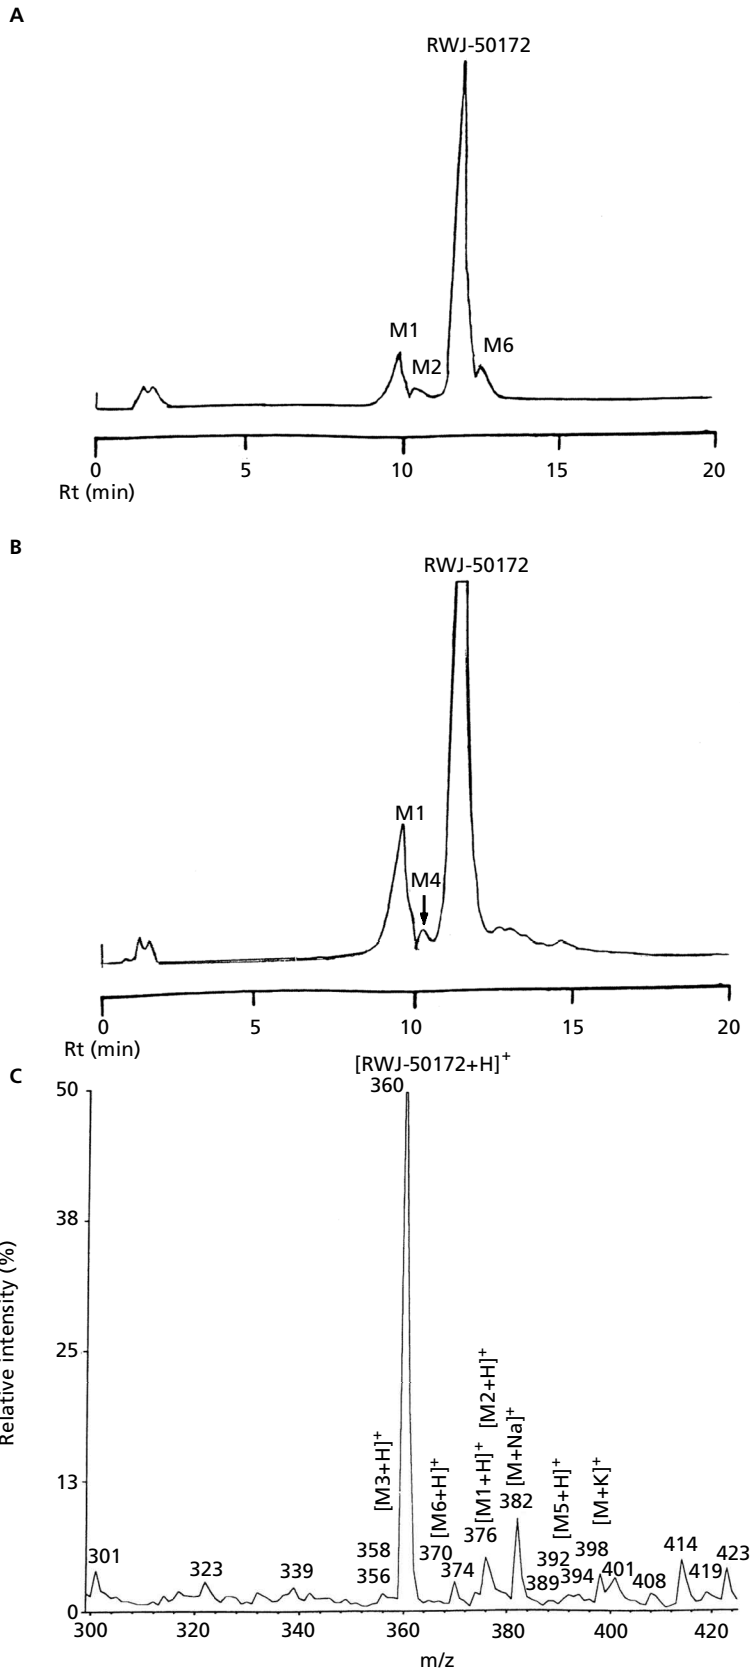 A
RWJ-50172
M1
M2
M6
0 5 10 15 20
Rt (min)
B
RWJ-50172
M1
M4
0 5 10 15 20
Rt (min)
C
[RWJ-50172+H]+
360
50
38
25
13
0
Relative intensity (%)
[M3+H]+
[M6+H]+
[M1+H]+
[M2+H]+
[M+Na]+
[M5+H]+
[M+K]+
301
323
339
358
356
370
374
376
382
389
392
394
398
401
408
414
419
423
300 320 340 360 380 400 420
m/z